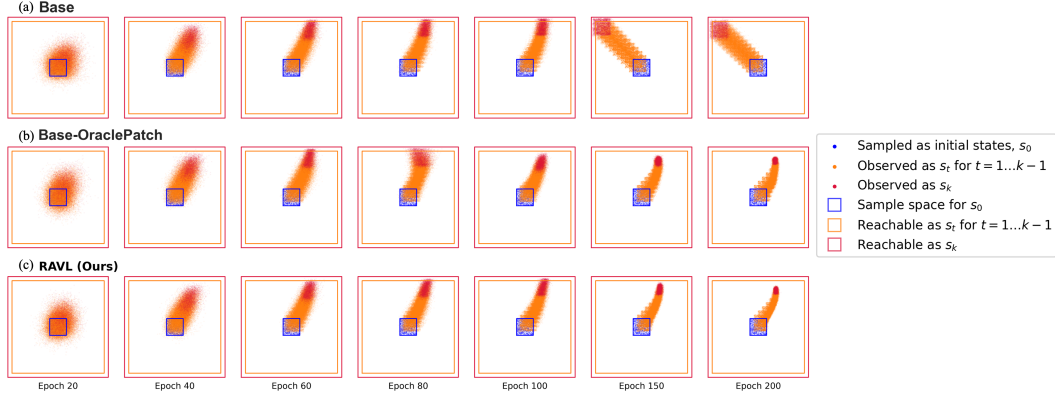 (a) Base
(b) Base-OraclePatch
Sampled as initial states, s₀
Observed as sₜ for t = 1...k − 1
Observed as sₖ
Sample space for s₀
Reachable as sₜ for t = 1...k − 1
Reachable as sₖ
(c) RAVL (Ours)
Epoch 20
Epoch 40
Epoch 60
Epoch 80
Epoch 100
Epoch 150
Epoch 200